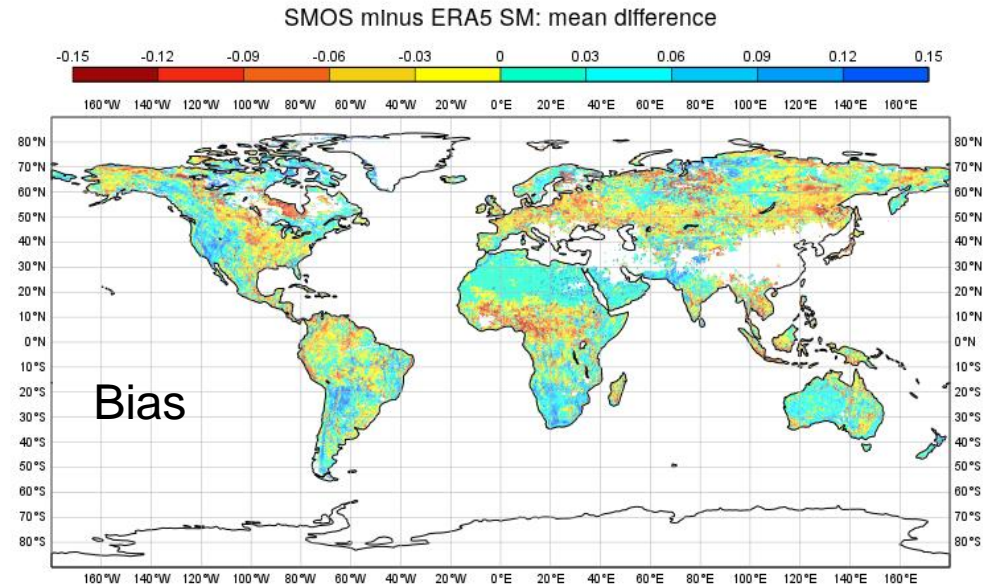 SMOS minus ERA5 SM: mean difference
-0.15 -0.12 -0.09 -0.06 -0.03 0 0.03 0.06 0.09 0.12 0.15
160°W 140°W 120°W 100°W 80°W 60°W 40°W 20°W 0°E 20°E 40°E 60°E 80°E 100°E 120°E 140°E 160°E
80°N 80°N
70°N 70°N
60°N 60°N
50°N 50°N
40°N 40°N
30°N 30°N
20°N 20°N
10°N 10°N
0°N 0°N
10°S 10°S
20°S 20°S
Bias
30°S 30°S
40°S 40°S
50°S 50°S
60°S 60°S
70°S 70°S
80°S 80°S
160°W 140°W 120°W 100°W 80°W 60°W 40°W 20°W 0°E 20°E 40°E 60°E 80°E 100°E 120°E 140°E 160°E